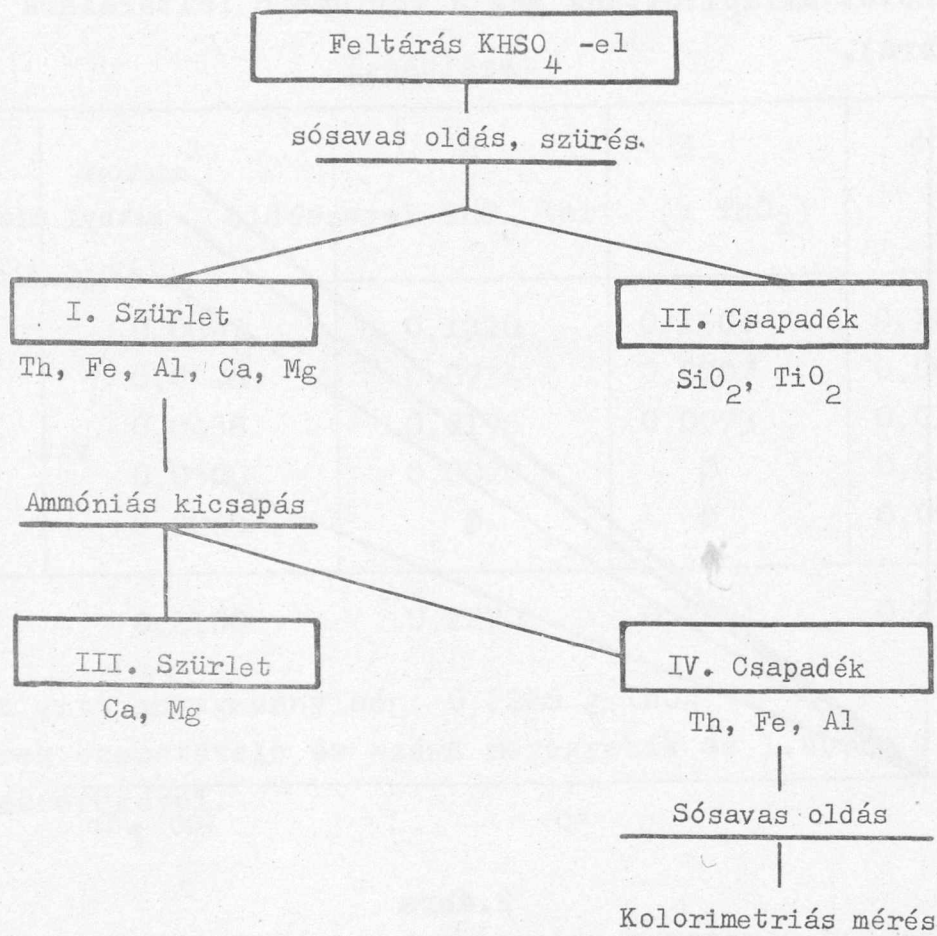 Feltárás KHSO4 -el
sósavas oldás, szürés.
I. Szürlet
II. Csapadék
Th, Fe, Al, Ca, Mg
SiO2, TiO2
Ammóniás kicsapás
III. Szürlet
IV. Csapadék
Ca, Mg
Th, Fe, Al
Sósavas oldás
Kolorimetriás mérés